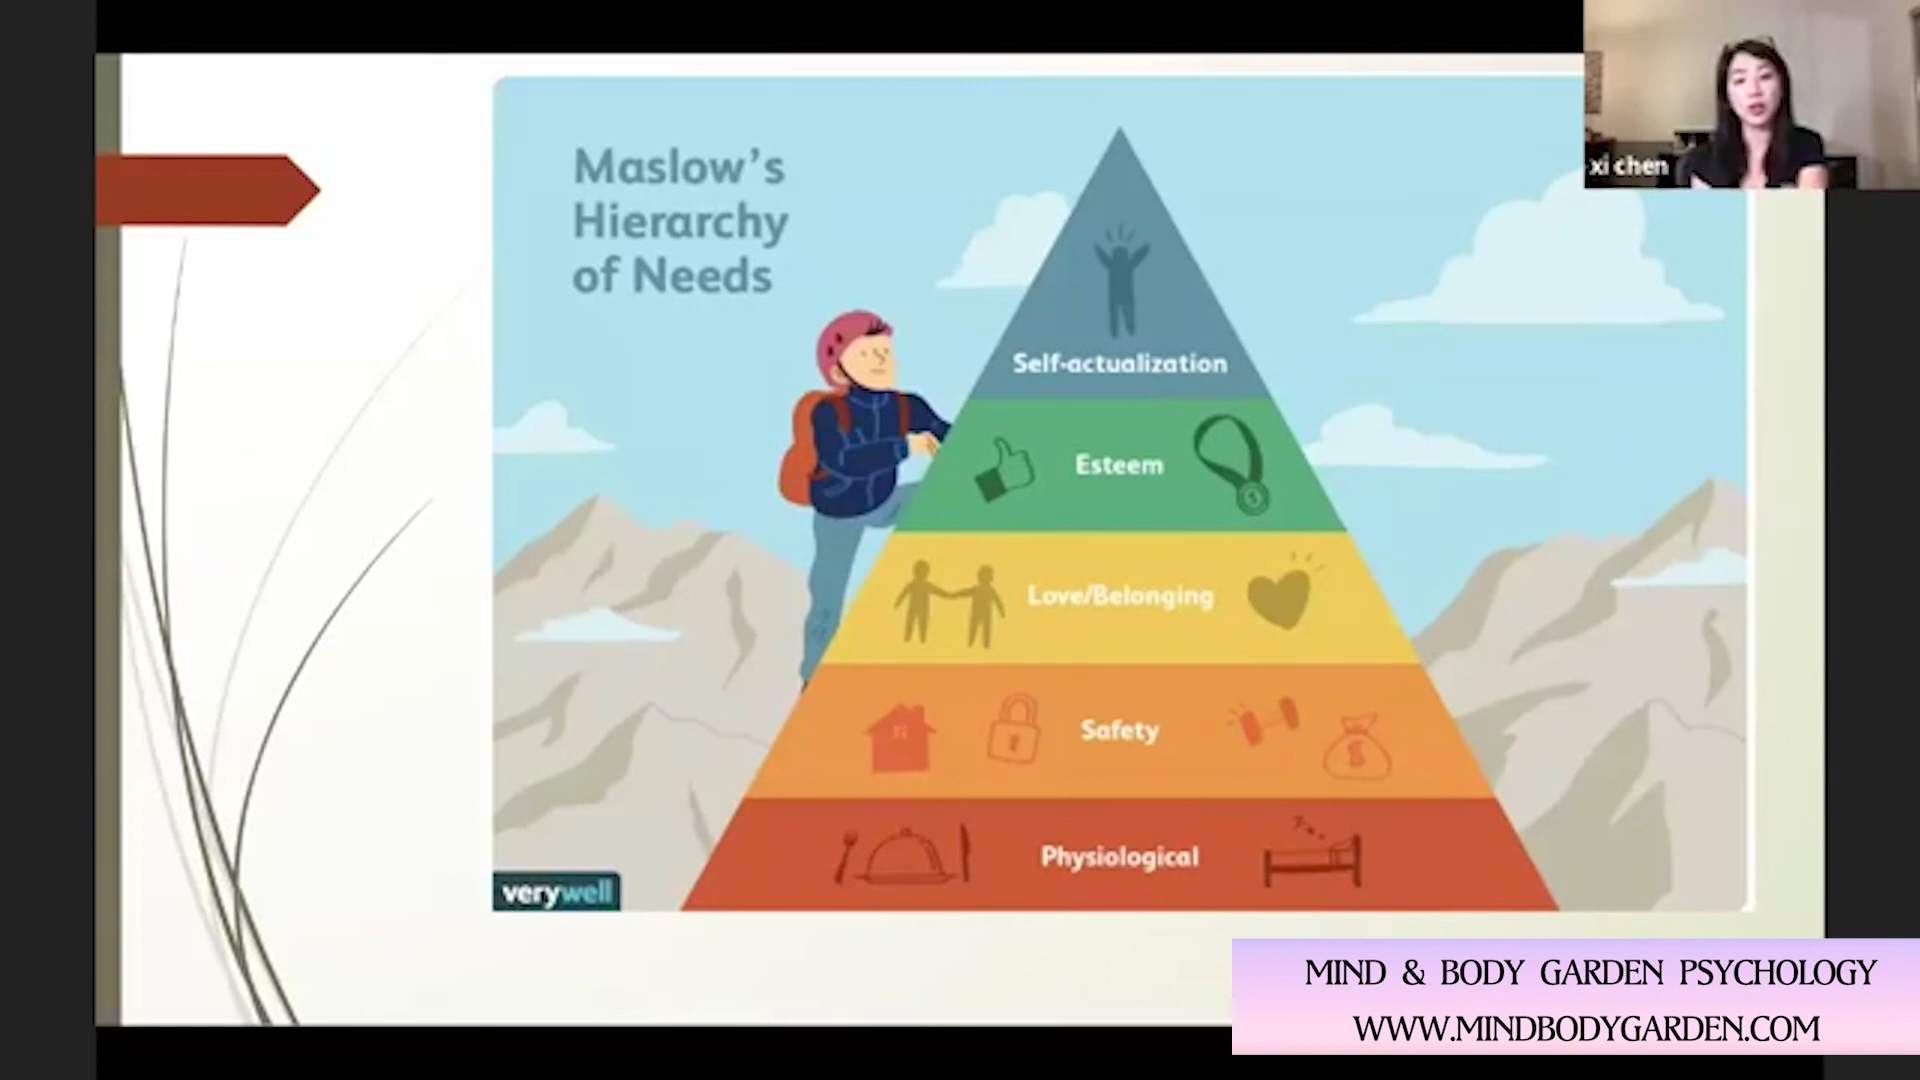 Maslow's
Hierarchy
of Needs
xi chen
Self-actualization
Esteem
Love/Belonging
Safety
$
Physiological
verywell
MIND & BODY GARDEN PSYCHOLOGY
WWW.MINDBODYGARDEN.COM